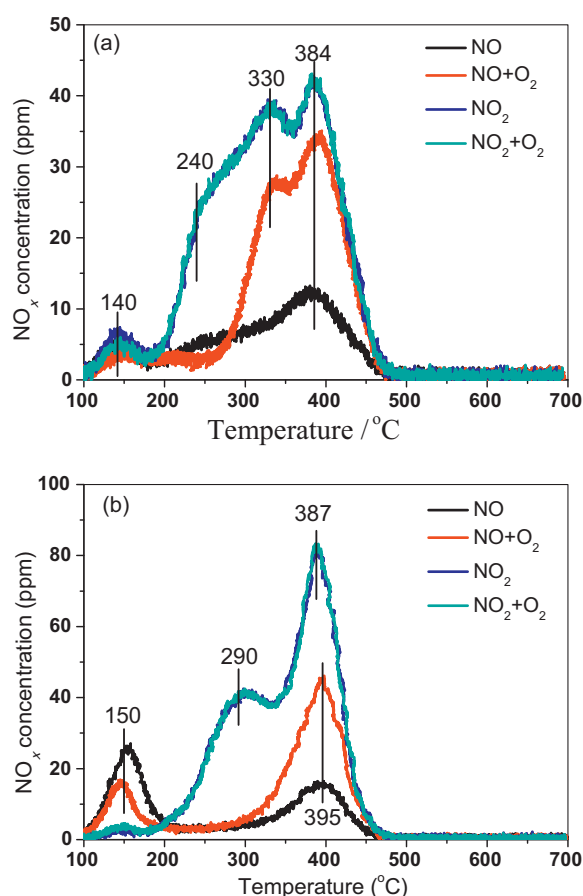 (a)
50
40
30
20
10
0
NOx concentration (ppm)
140
240
330
384
NO
NO+O2
NO2
NO2+O2
100 200 300 400 500 600 700
Temperature / °C
(b)
100
80
60
40
20
0
NOx concentration (ppm)
150
290
387
395
NO
NO+O2
NO2
NO2+O2
100 200 300 400 500 600 700
Temperature (°C)